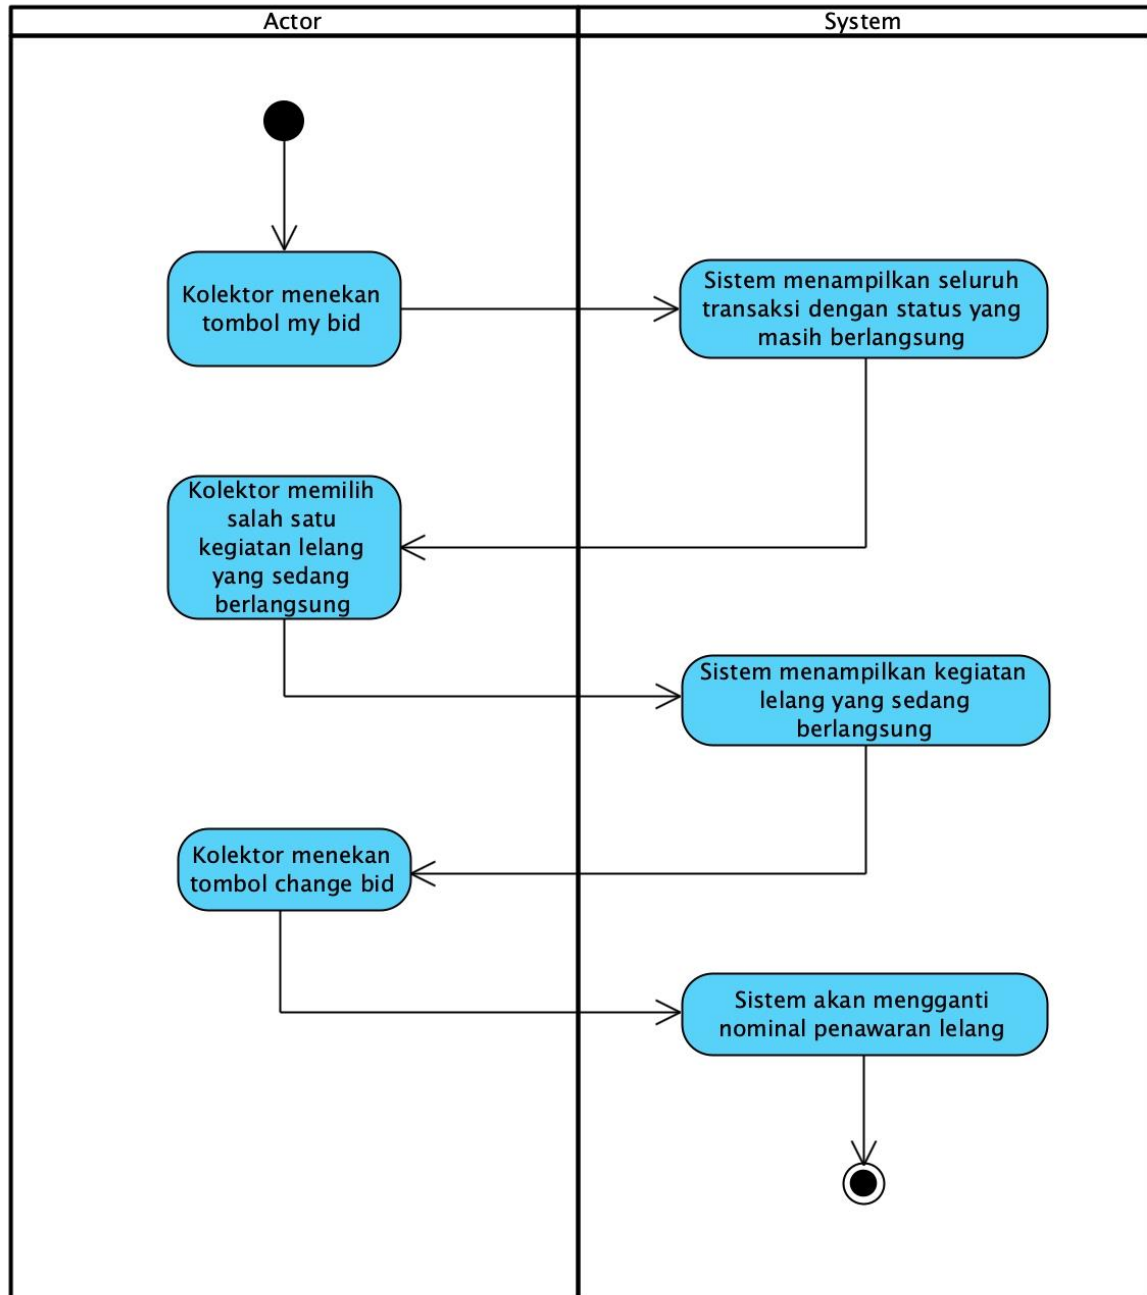 Actor
System
Kolektor menekan
tombol my bid
Sistem menampilkan seluruh
transaksi dengan status yang
masih berlangsung
Kolektor memilih
salah satu
kegiatan lelang
yang sedang
berlangsung
Sistem menampilkan kegiatan
lelang yang sedang
berlangsung
Kolektor menekan
tombol change bid
Sistem akan mengganti
nominal penawaran lelang